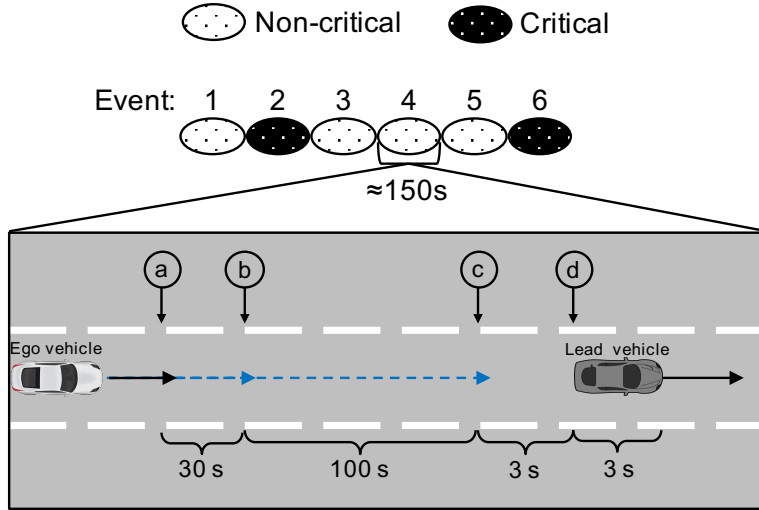 Non-critical Critical
Event: 1 2 3 4 5 6
≈150s
a b c d
Ego vehicle Lead vehicle
30 s 100 s 3 s 3 s